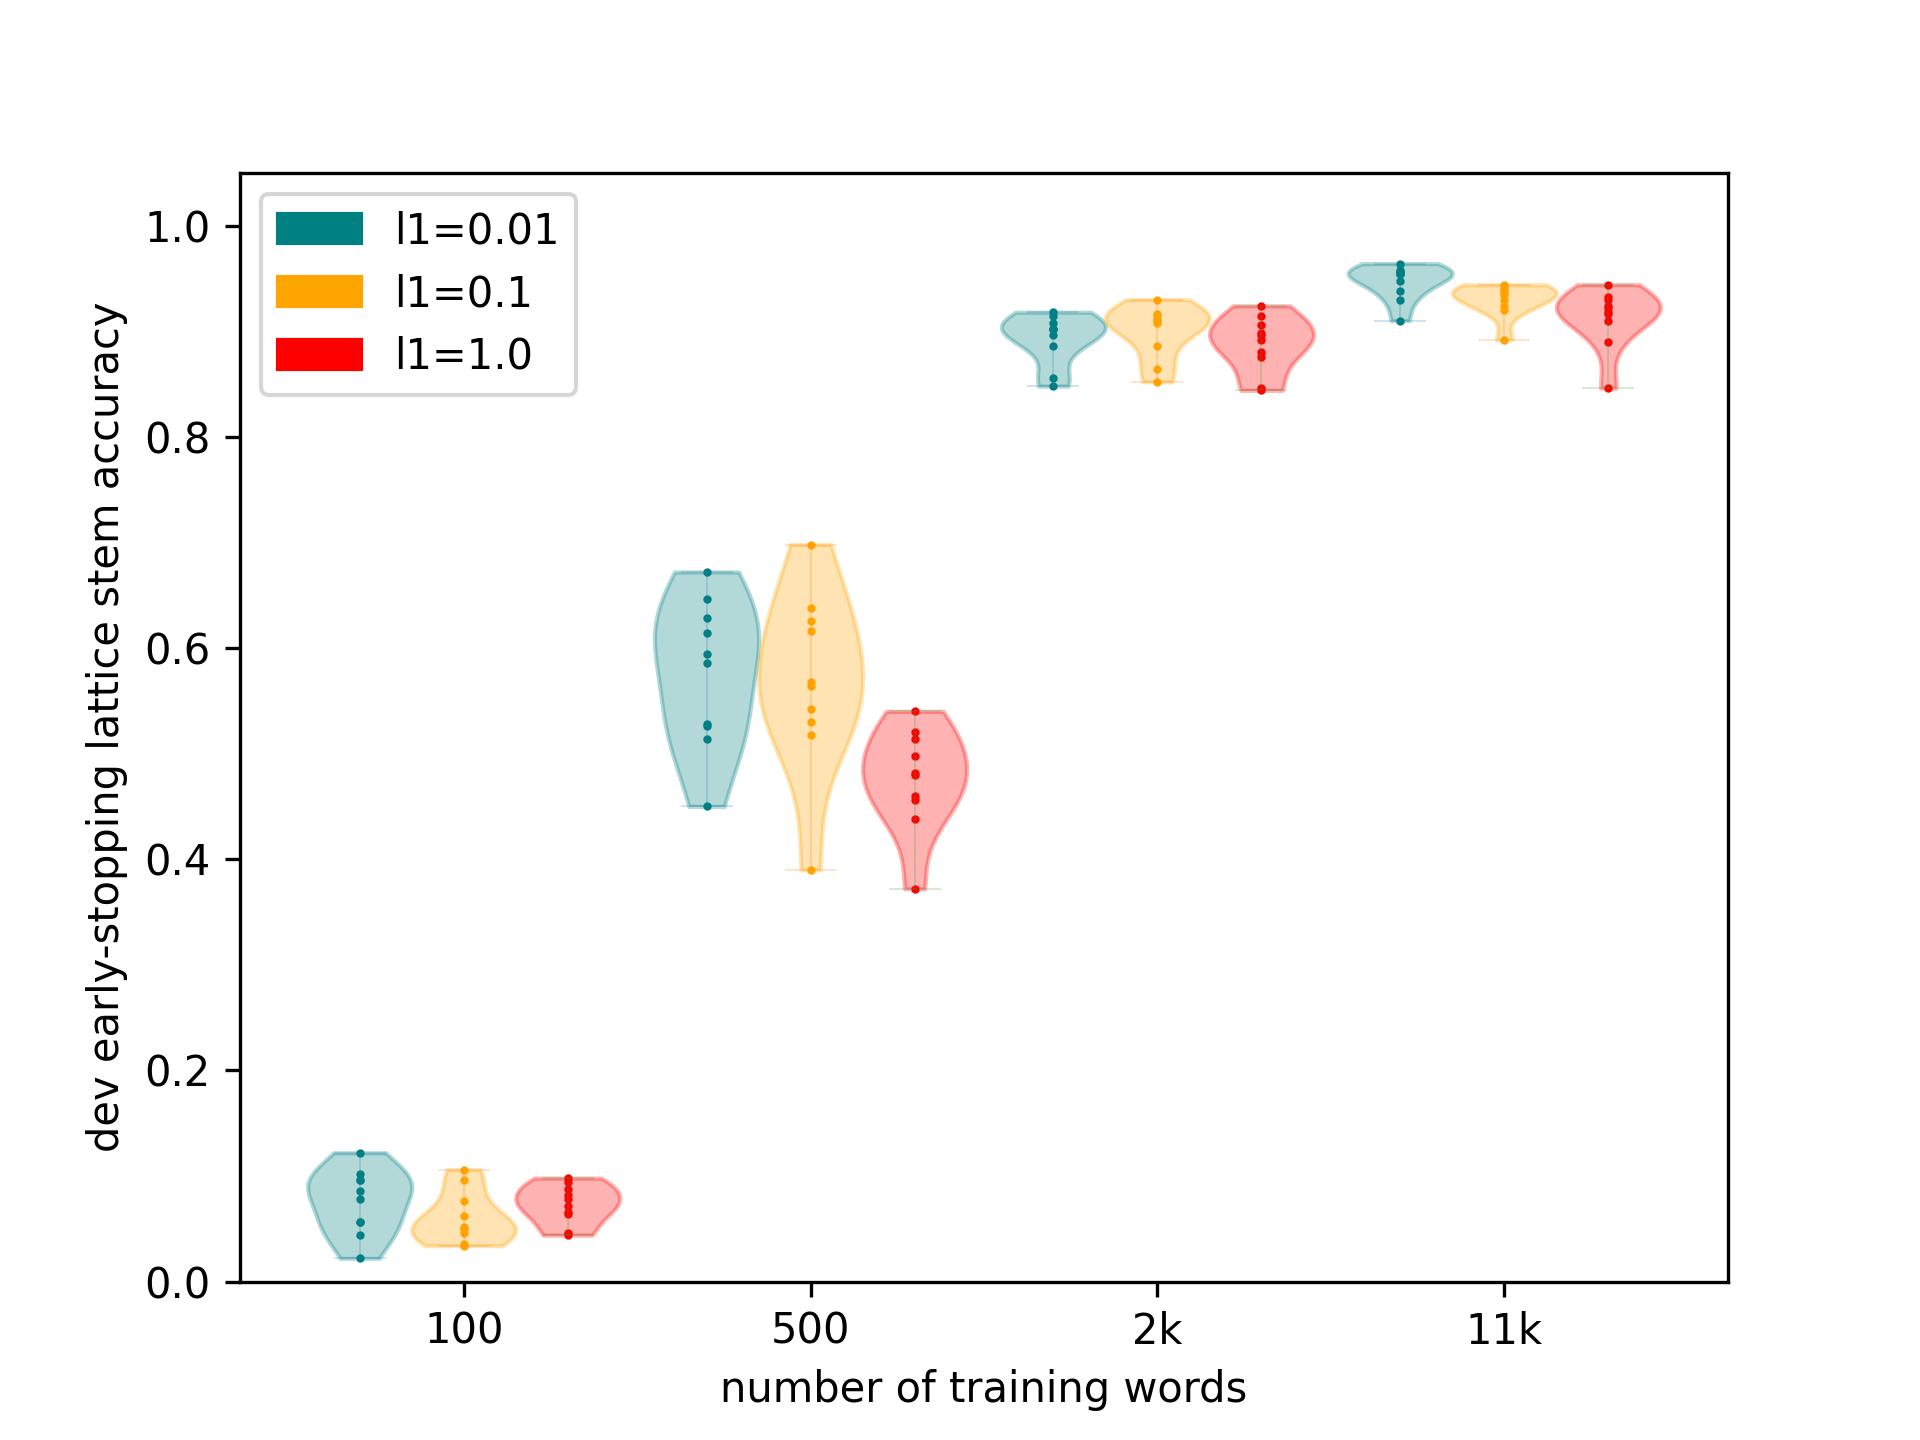 l1=0.01
l1=0.1
l1=1.0
1.0
0.8
0.6
0.4
0.2
0.0
dev early-stopping lattice stem accuracy
100 500 2k 11k
number of training words